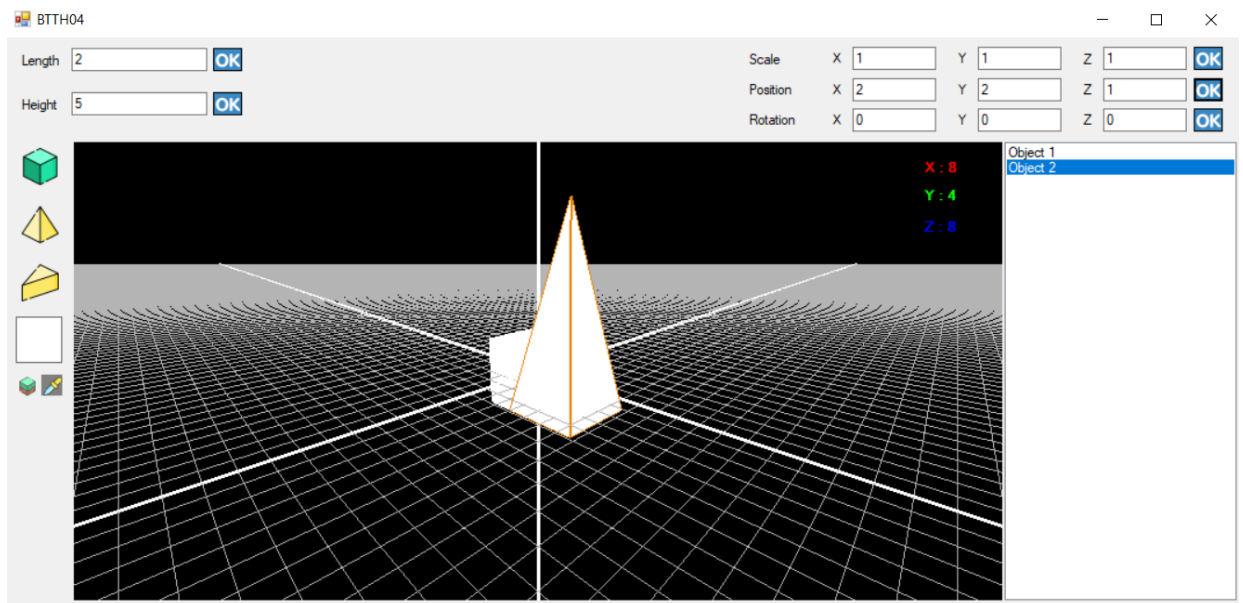 BTTH04
Length 2 OK
Height 5 OK
Scale X 1 Y 1 Z 1 OK
Position X 2 Y 2 Z 1 OK
Rotation X 0 Y 0 Z 0 OK
X : 8
Y : 4
Z : 8
Object 1
Object 2